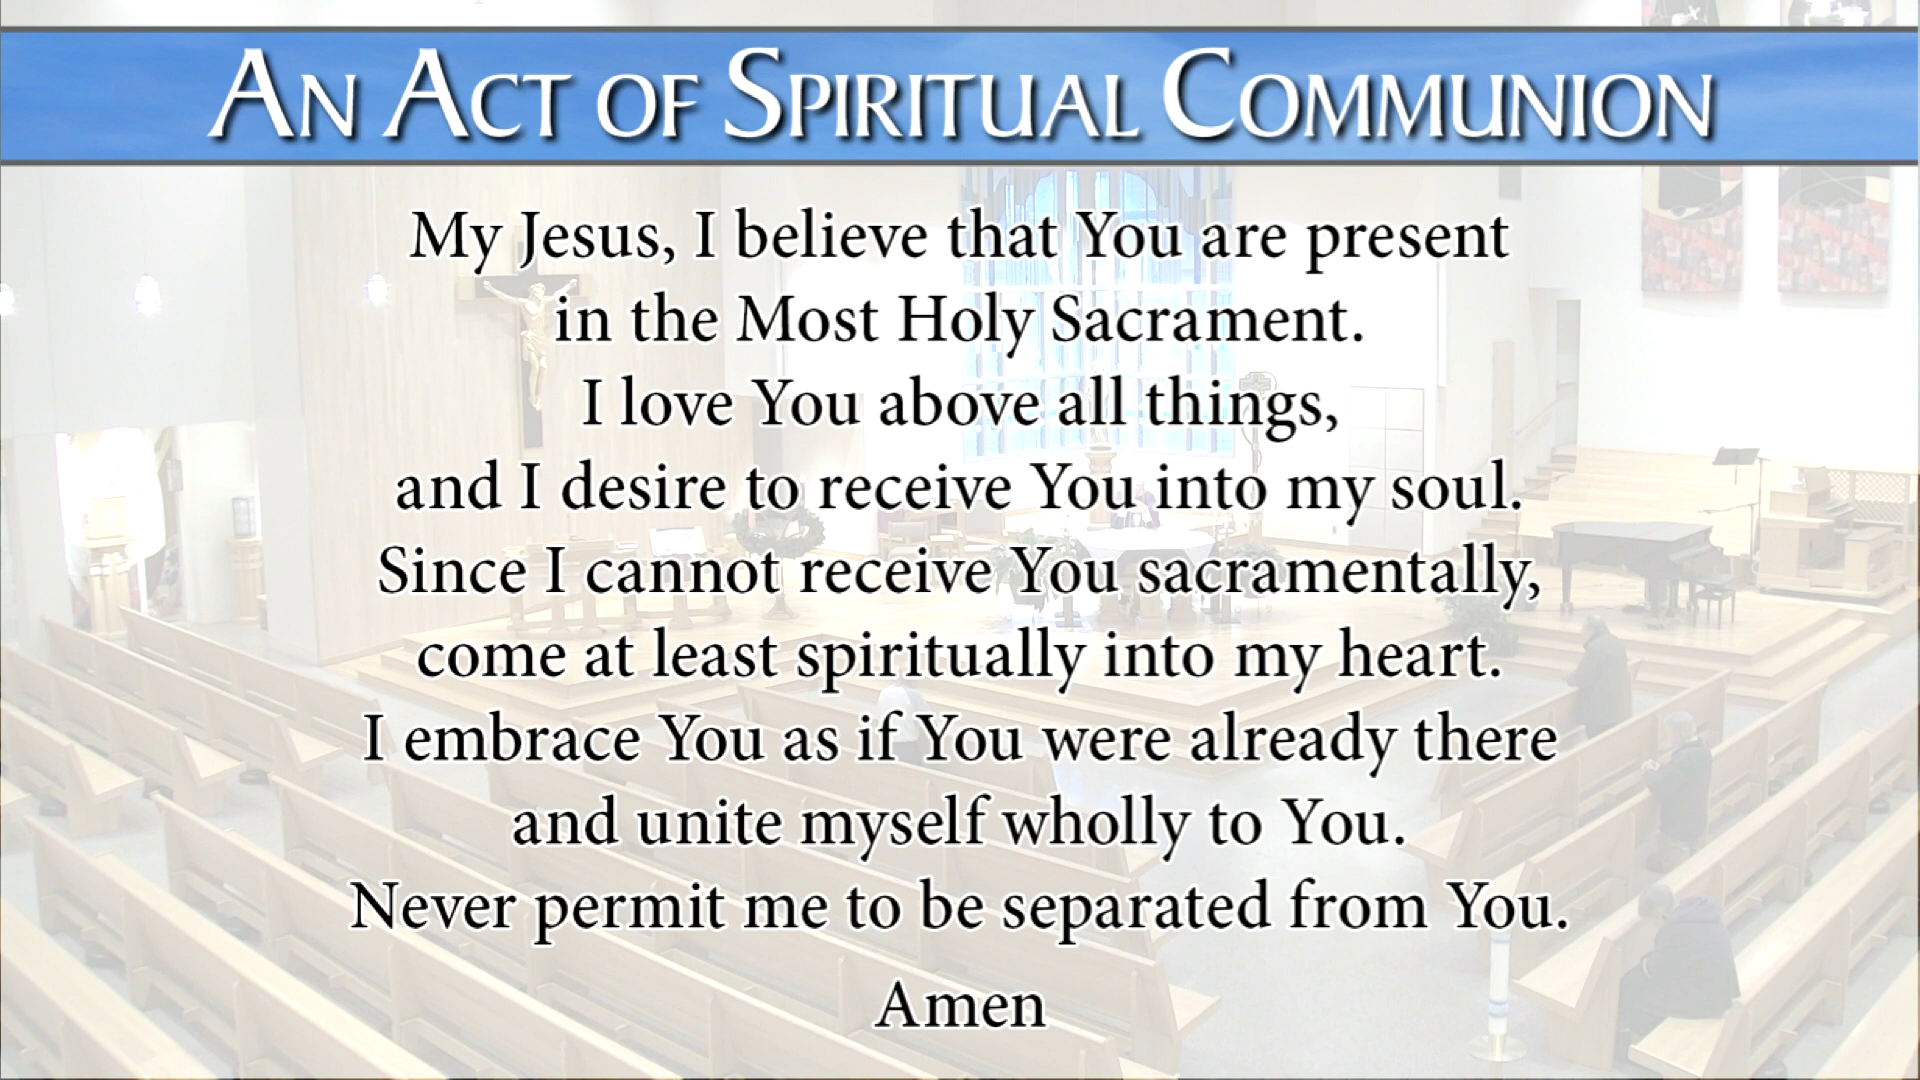 An Act of Spiritual Communion
My Jesus, I believe that You are present
in the Most Holy Sacrament.
I love You above all things,
and I desire to receive You into my soul.
Since I cannot receive You sacramentally,
come at least spiritually into my heart.
I embrace You as if You were already there
and unite myself wholly to You.
Never permit me to be separated from You.
Amen